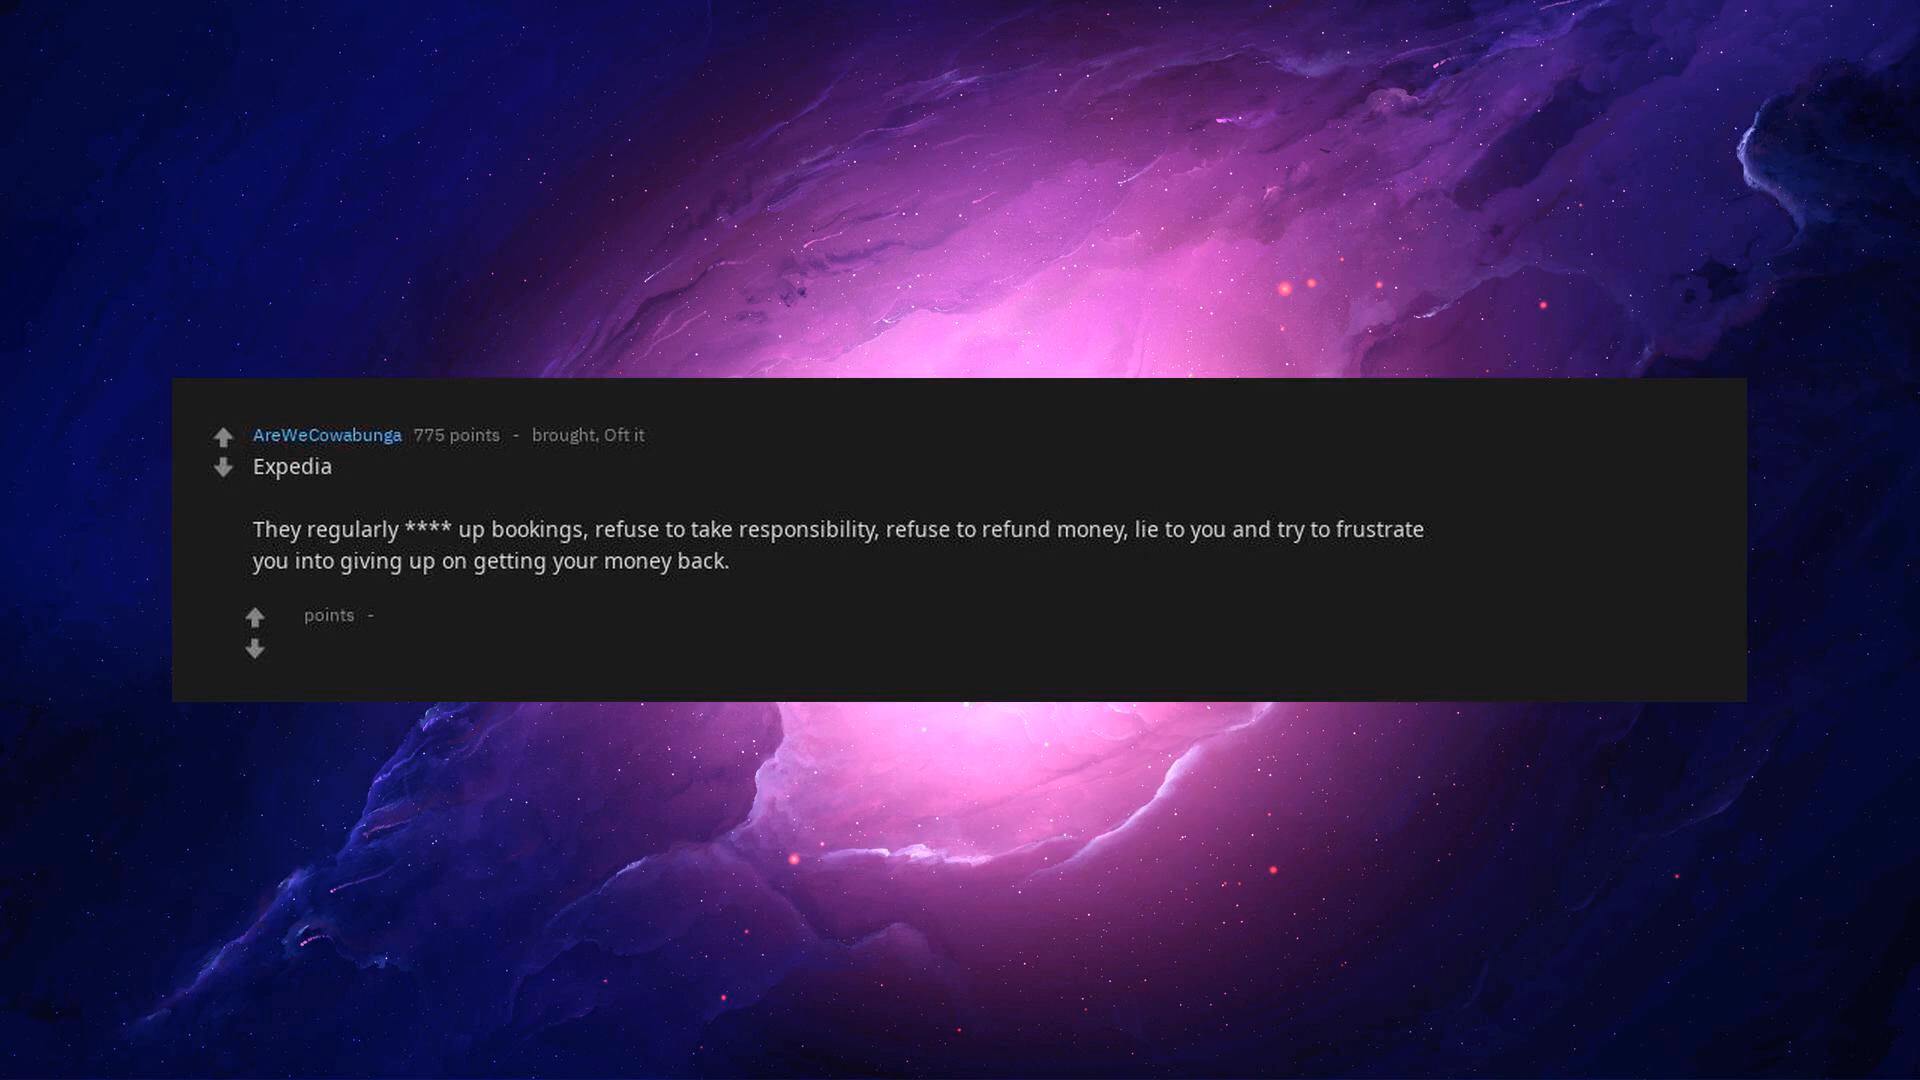 AreWeCowabunga 775 points - brought, Oft it
Expedia
They regularly **** up bookings, refuse to take responsibility, refuse to refund money, lie to you and try to frustrate
you into giving up on getting your money back.
points -